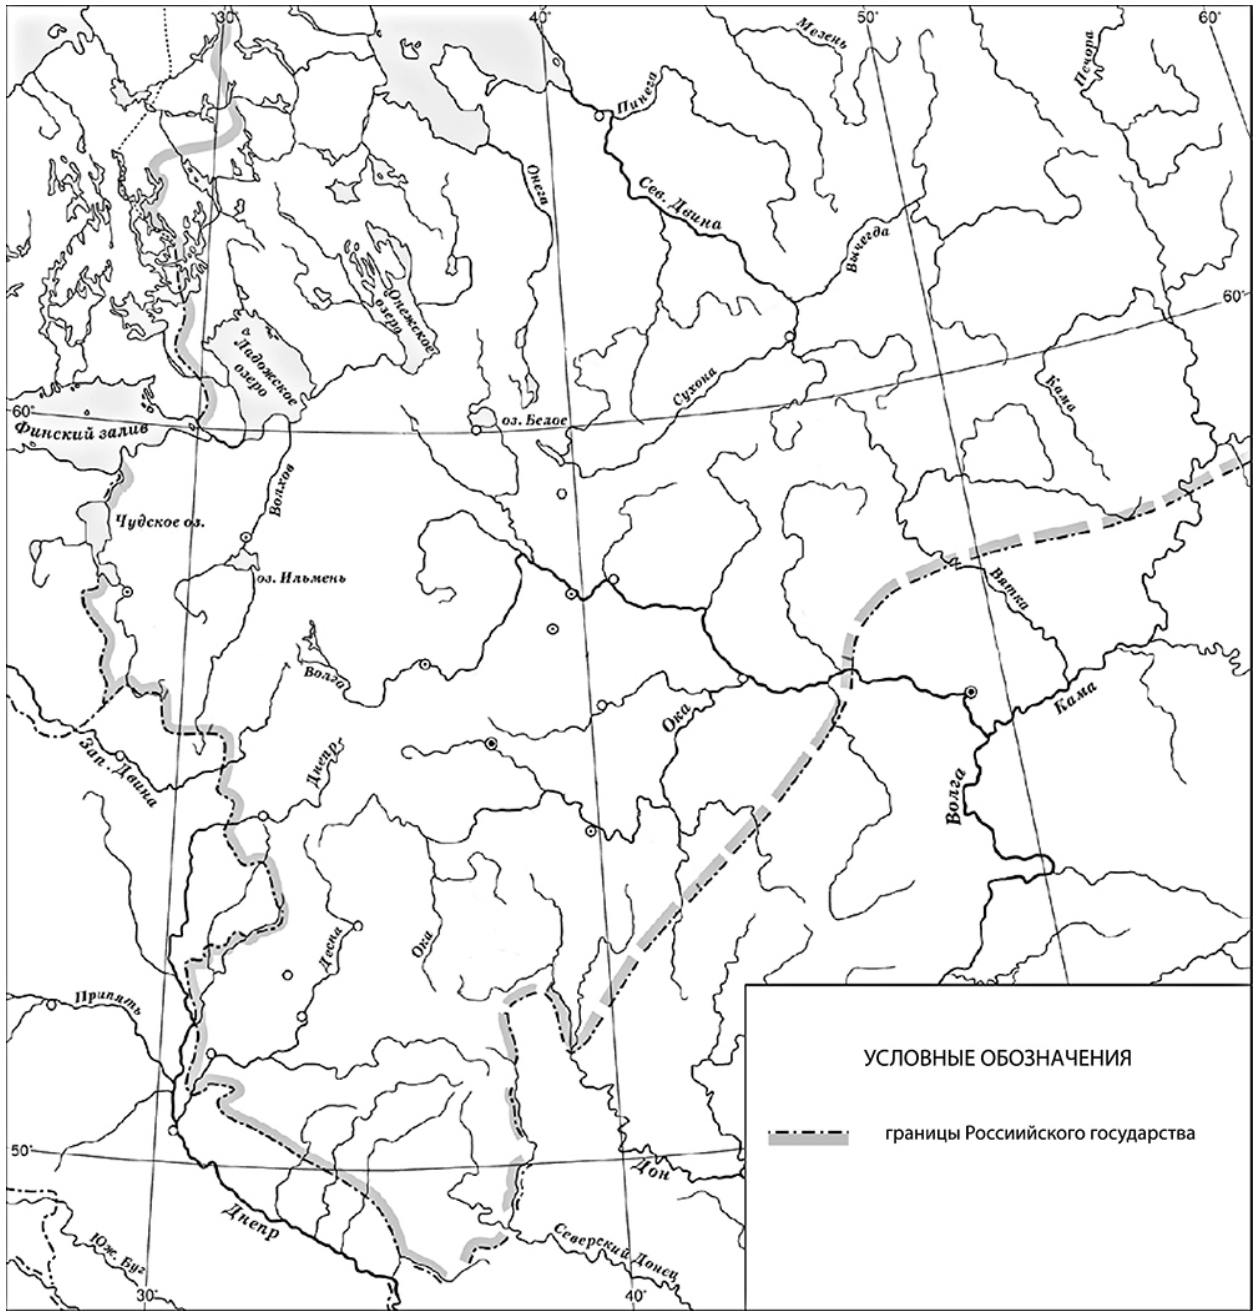 30°
40°
50°
60°
Мезень
Печора
Пинега
Онега
Сев. Двина
Вычегда
60°
Онежское
озеро
Ладожское
озеро
Сухона
Кама
60°
оз. Белое
Финский залив
Волхов
Чудское оз.
оз. Ильмень
Вятка
Волга
Ока
Кама
Днепр
Зап. Двина
Волга
Десна
Ока
Припять
УСЛОВНЫЕ ОБОЗНАЧЕНИЯ
границы Россиийского государства
50°
Дон
Днепр
Северский Донец
Юж. Буг
30°
40°